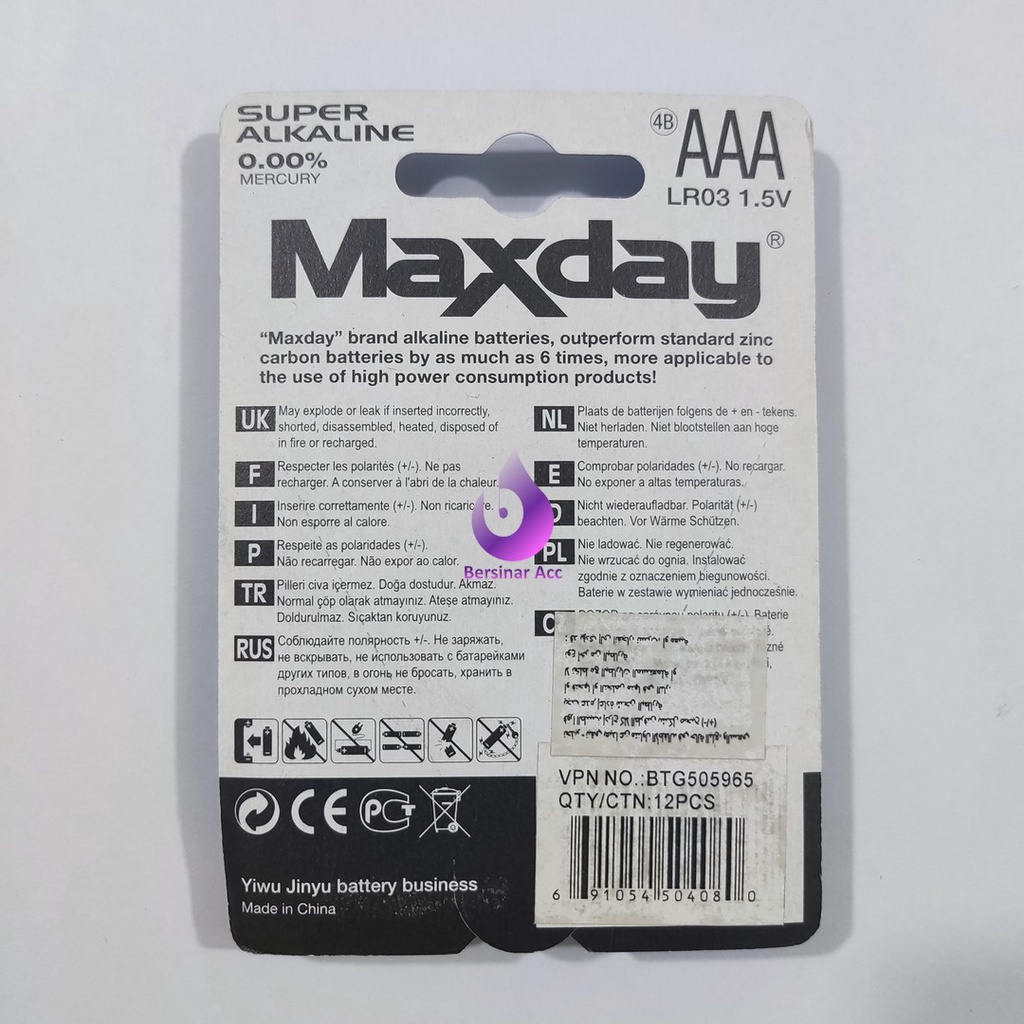 SUPER
ALKALINE
0.00%
MERCURY
4B AAA
LR03 1.5V
Maxday®
“Maxday” brand alkaline batteries, outperform standard zinc
carbon batteries by as much as 6 times, more applicable to
the use of high power consumption products!
UK May explode or leak if inserted incorrectly,
shorted, disassembled, heated, disposed of
in fire or recharged.
F Respecter les polarités (+/-). Ne pas
recharger. A conserver à l'abri de la chaleur.
I Inserire correttamente (+/-). Non ricaricare.
Non esporre al calore.
P Respeite as polaridades (+/-).
Não recarregar. Não expor ao calor.
TR Pilleri civa içermez. Doğa dostudur. Akmaz.
Normal çöp olarak atmayınız. Ateşe atmayınız.
Doldurulmaz. Sıçaktan koruyunuz.
RUS Соблюдайте полярность +/-. Не заряжать,
не вскрывать, не использовать с батарейками
других типов, в огонь не бросать, хранить в
прохладном сухом месте.
NL Plaats de batterijen folgens de + en - tekens.
Niet herladen. Niet blootstellen aan hoge
temperaturen.
E Comprobar polaridades (+/-). No recargar.
No exponer a altas temperaturas.
D Nicht wiederaufladbar. Polarität (+/-)
beachten. Vor Wärme Schützen.
PL Nie ladować. Nie regenerować.
Nie wrzucać do ognia. Instalować
zgodnie z oznaczeniem biegunowości.
Baterie w zestawie wymieniać jednocześnie.
Baterie
Bersinar Acc
CE
PCT
VPN NO.:BTG505965
QTY/CTN:12PCS
6 91054 50408 0
Yiwu Jinyu battery business
Made in China